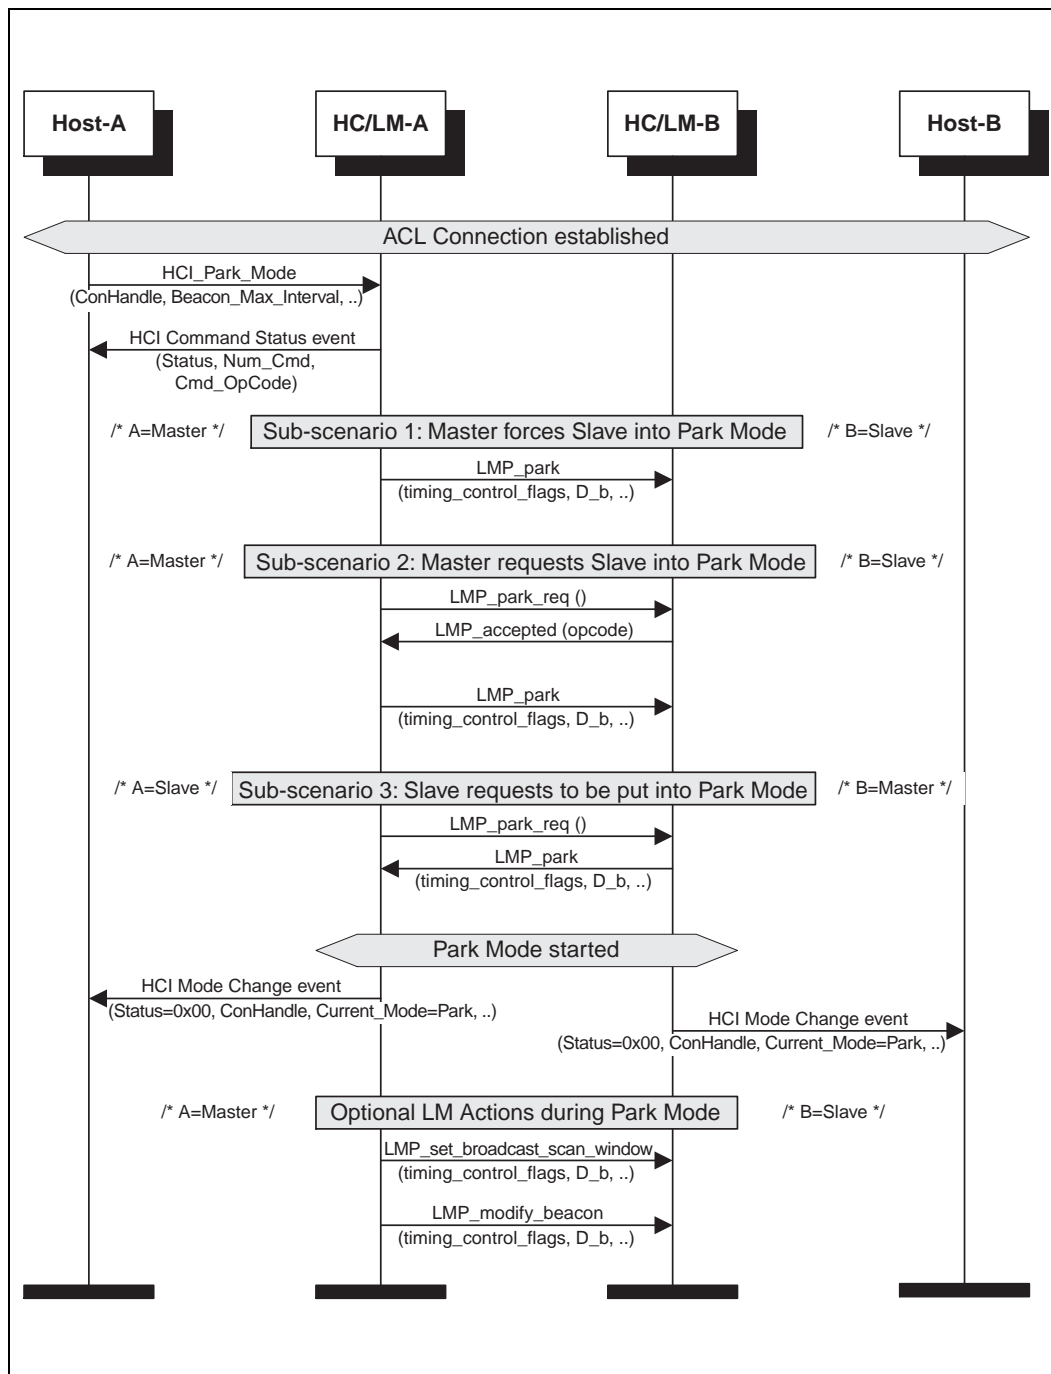 Host-A
HC/LM-A
HC/LM-B
Host-B
ACL Connection established
HCI_Park_Mode
(ConHandle, Beacon_Max_Interval, ..)
HCI Command Status event
(Status, Num_Cmd,
Cmd_OpCode)
/* A=Master */
Sub-scenario 1: Master forces Slave into Park Mode
/* B=Slave */
LMP_park
(timing_control_flags, D_b, ..)
/* A=Master */
Sub-scenario 2: Master requests Slave into Park Mode
/* B=Slave */
LMP_park_req ()
LMP_accepted (opcode)
LMP_park
(timing_control_flags, D_b, ..)
/* A=Slave */
Sub-scenario 3: Slave requests to be put into Park Mode
/* B=Master */
LMP_park_req ()
LMP_park
(timing_control_flags, D_b, ..)
Park Mode started
HCI Mode Change event
(Status=0x00, ConHandle, Current_Mode=Park, ..)
HCI Mode Change event
(Status=0x00, ConHandle, Current_Mode=Park, ..)
/* A=Master */
Optional LM Actions during Park Mode
/* B=Slave */
LMP_set_broadcast_scan_window
(timing_control_flags, D_b, ..)
LMP_modify_beacon
(timing_control_flags, D_b, ..)